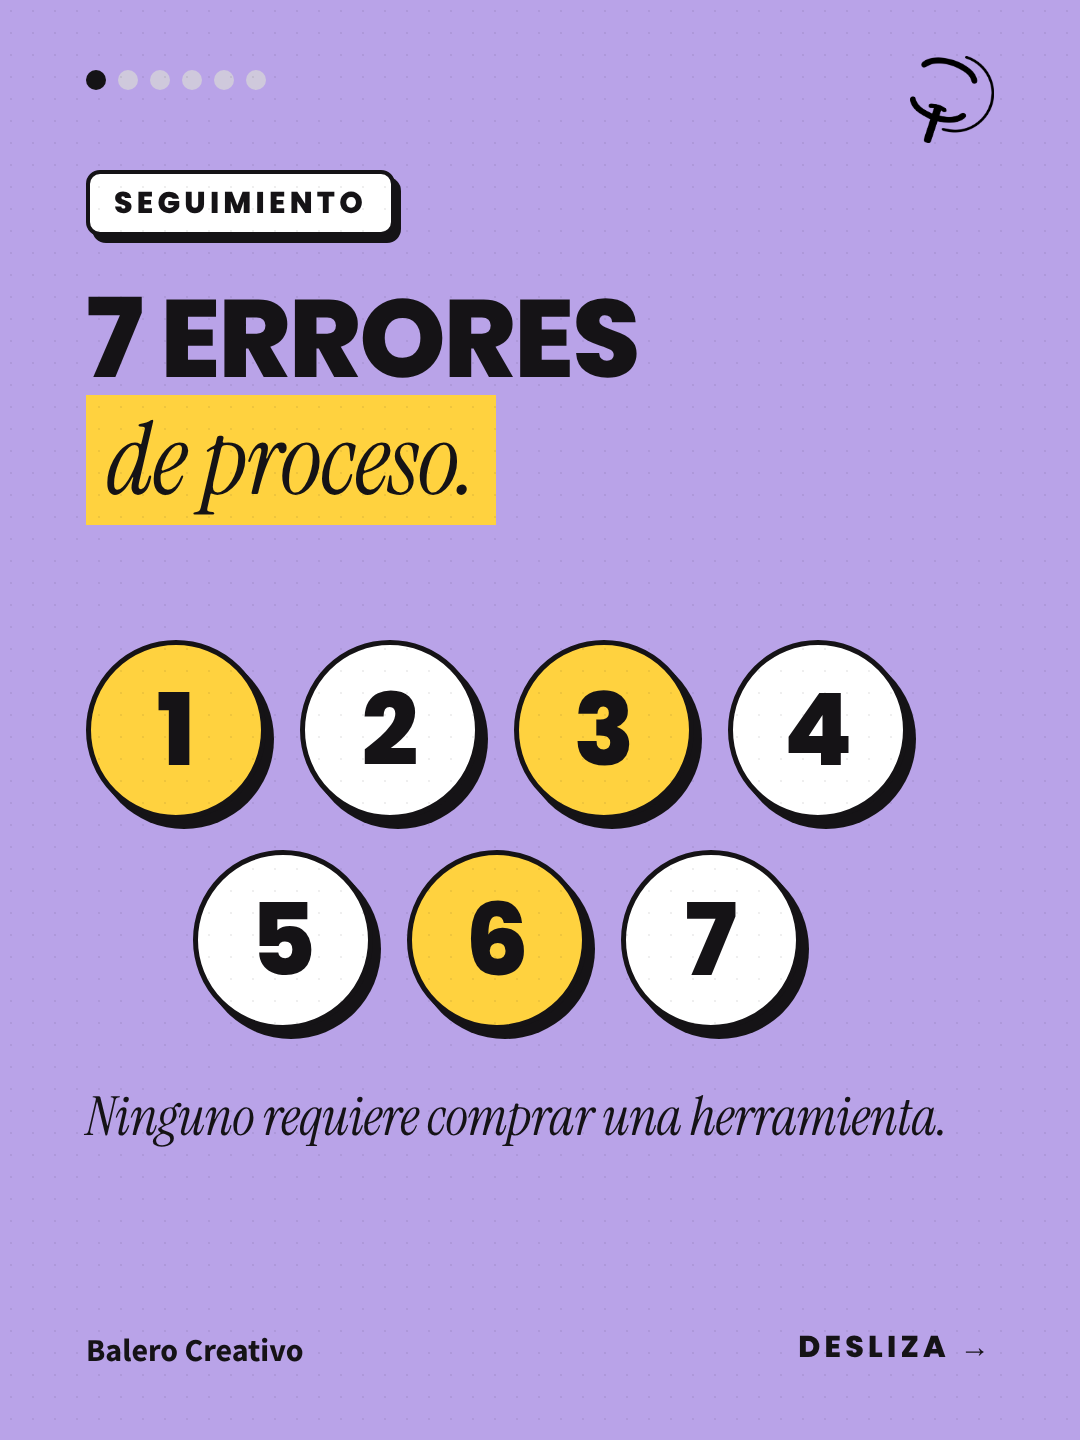 SEGUIMIENTO
7 ERRORES
de proceso.
1 2 3 4
5 6 7
Ninguno requiere comprar una herramienta.
Balero Creativo
DESLIZA →